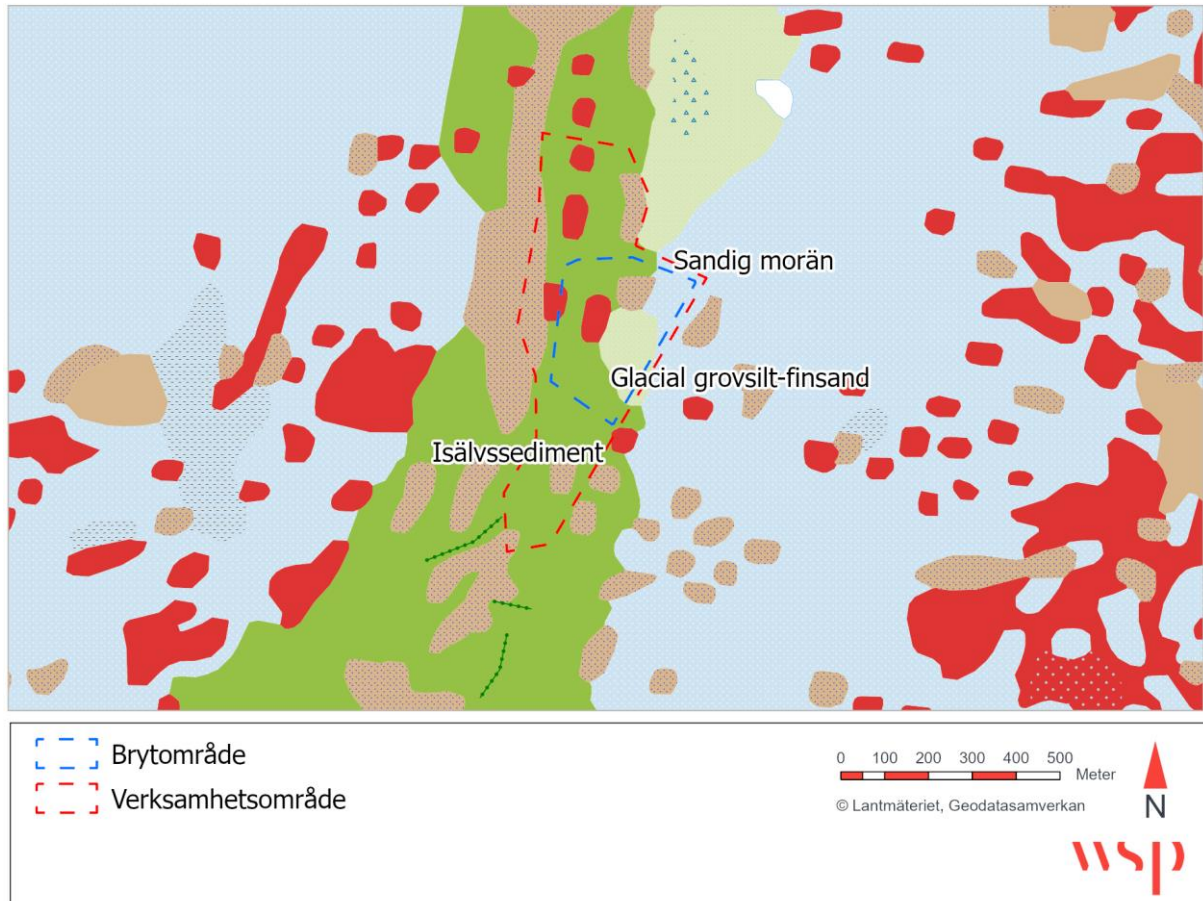 Sandig morän
Glacial grovsilt-finsand
Isälvssediment
Brytområde
Verksamhetsområde
0 100 200 300 400 500
Meter
© Lantmäteriet, Geodatasamverkan
N
wsp